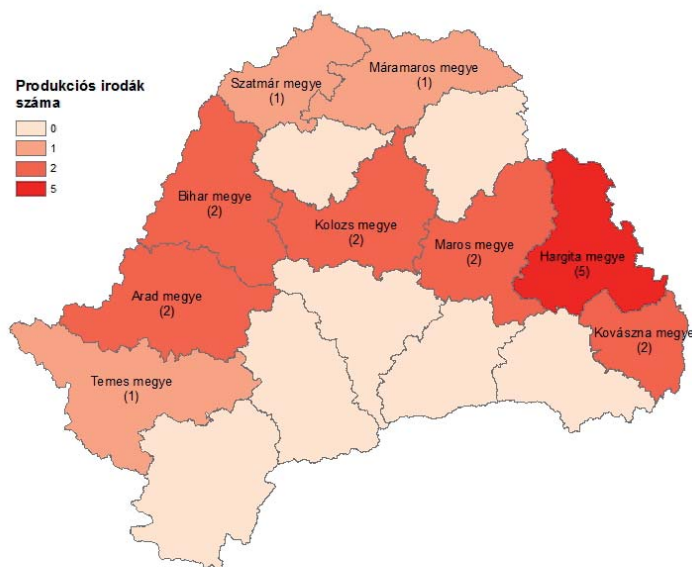 Produkciós irodák
száma
0
1
2
5
Szatmár megye
(1)
Máramaros megye
(1)
Bihar megye
(2)
Kolozs megye
(2)
Maros megye
(2)
Hargita megye
(5)
Arad megye
(2)
Kovászna megye
(2)
Temes megye
(1)